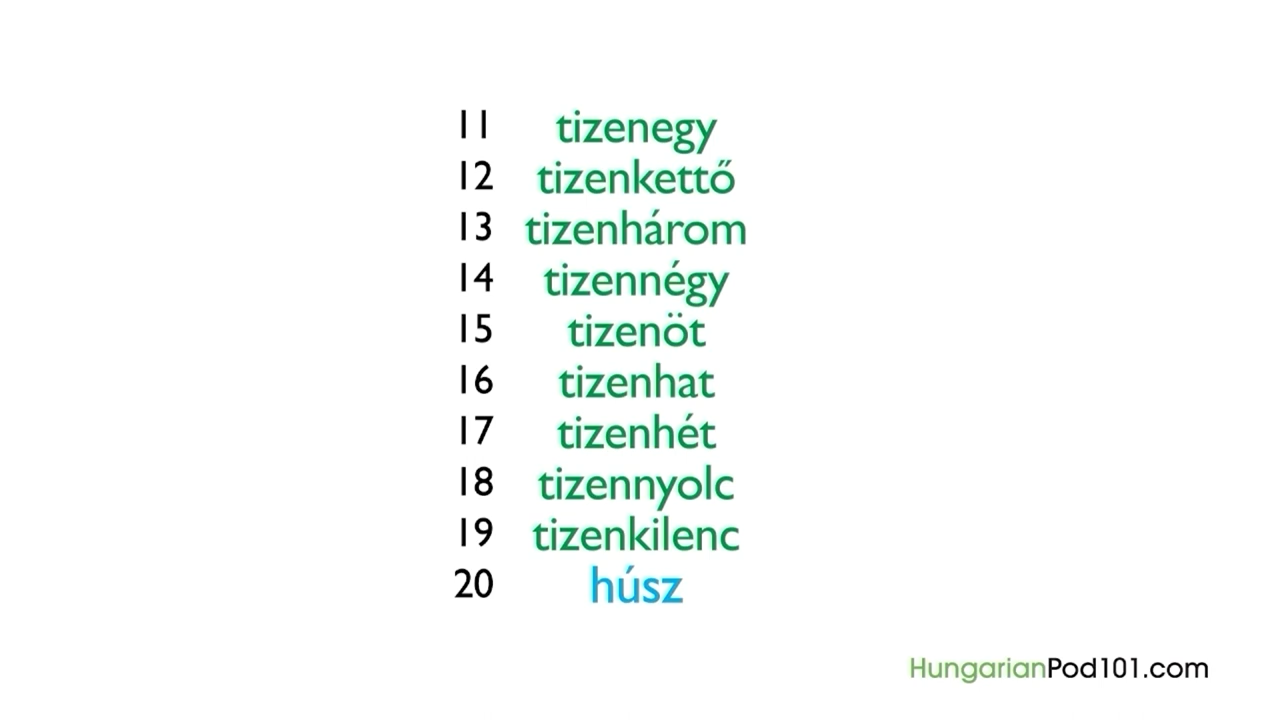 11 tizenegy
12 tizenkettő
13 tizenhárom
14 tizennégy
15 tizenöt
16 tizenhat
17 tizenhét
18 tizennyolc
19 tizenkilenc
20 húsz
HungarianPod101.com